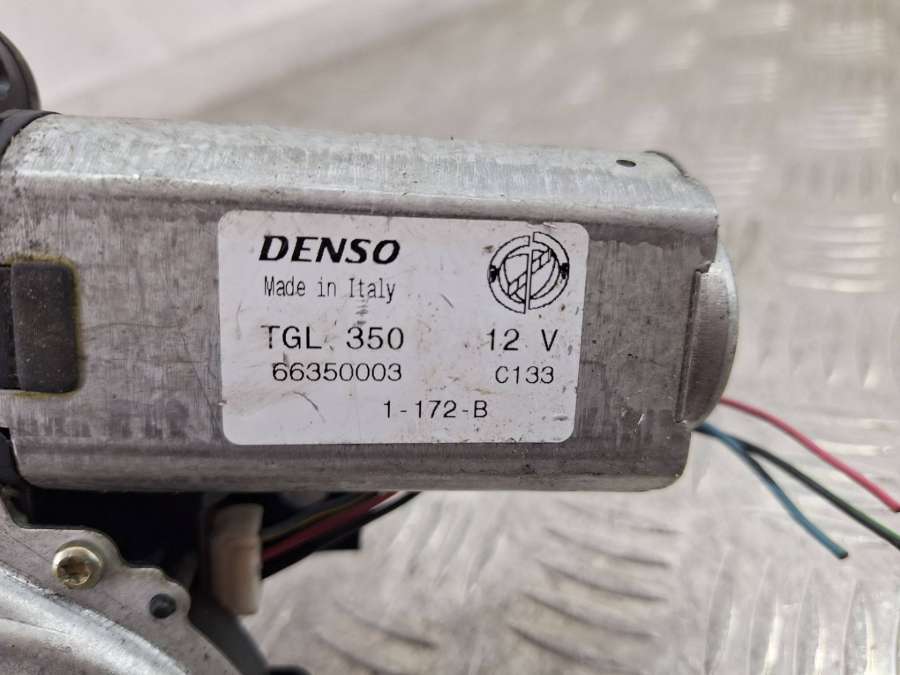 DENSO
Made in Italy
TGL 350 12 V
66350003 C133
1-172-B